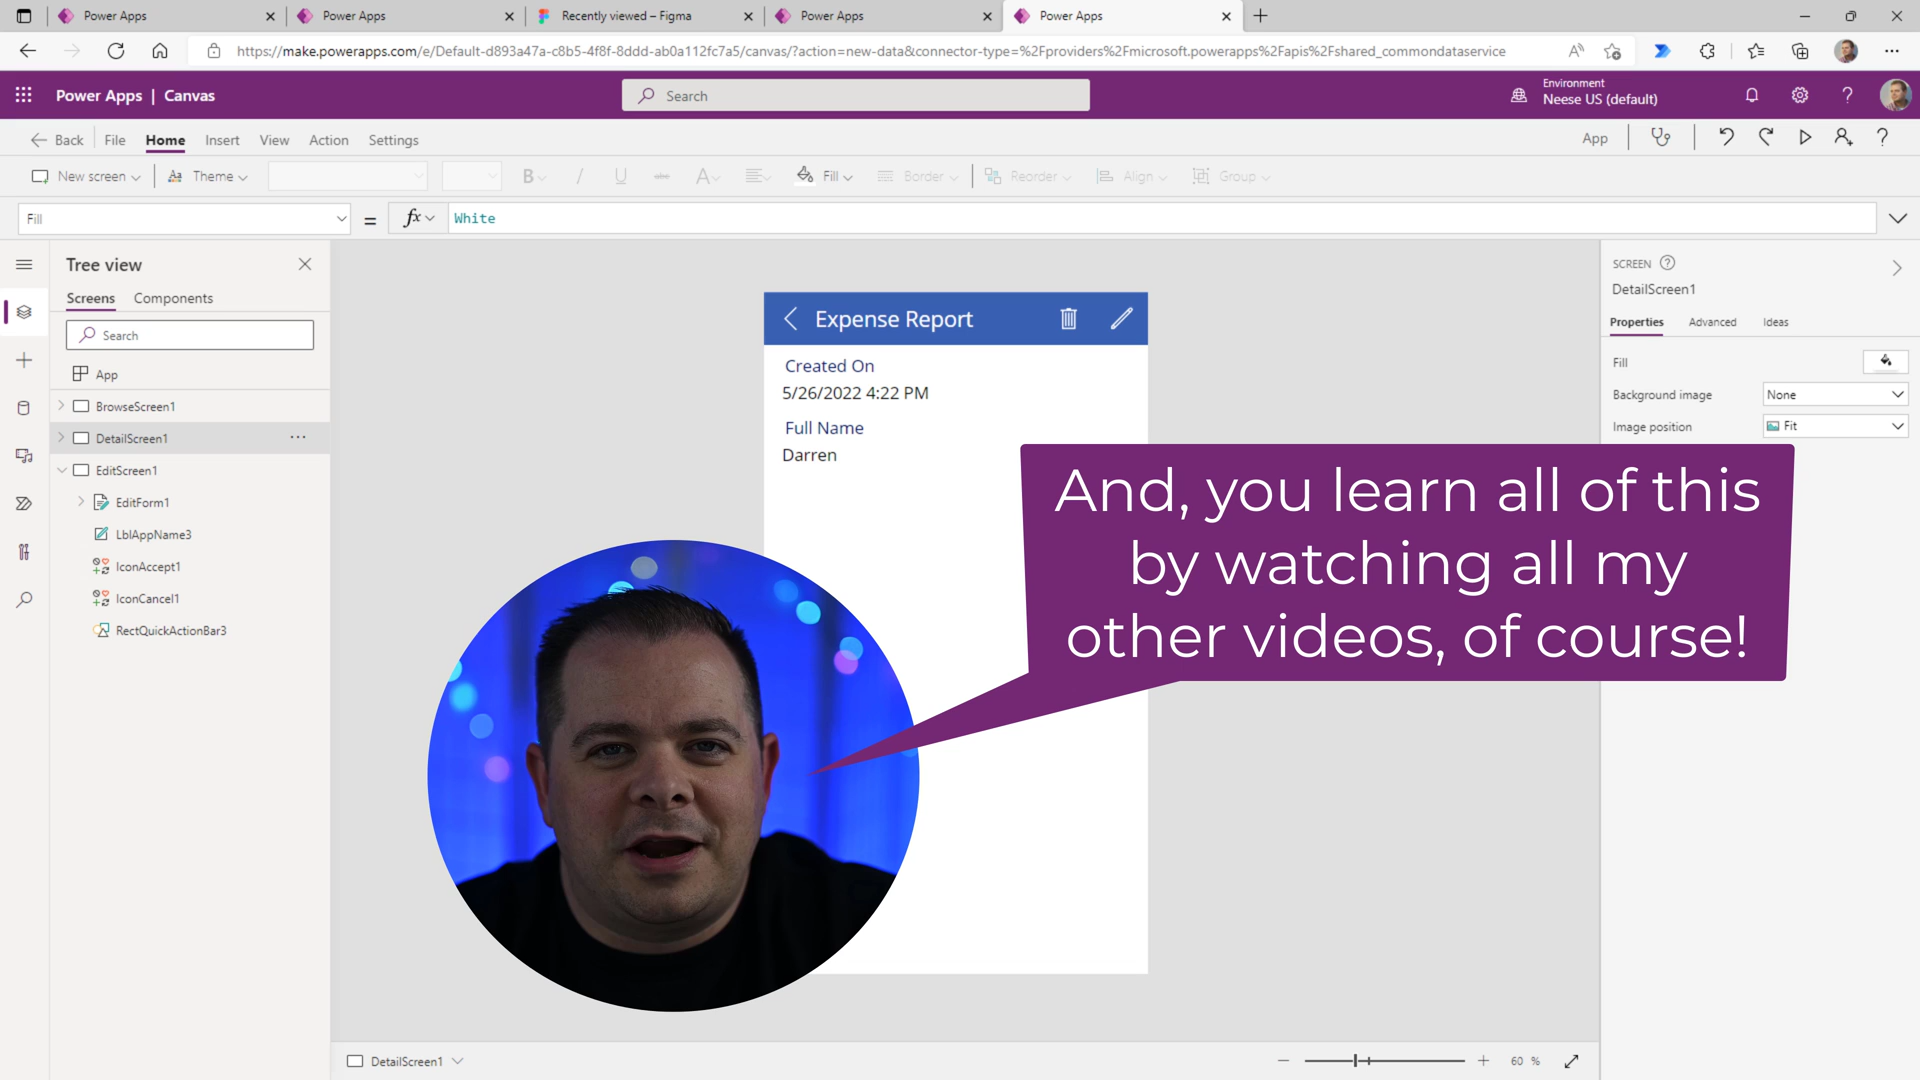 Power Apps
Power Apps
Recently viewed – Figma
Power Apps
Power Apps
https://make.powerapps.com/e/Default-d893a47a-c8b5-4f8f-8ddd-ab0a112fc7a5/canvas/?action=new-data&connector-type=%2Fproviders%2Fmicrosoft.powerapps%2Fapis%2Fshared_commondataservice
Power Apps | Canvas
Search
Environment
Neese US (default)
Back File Home Insert View Action Settings
App
New screen Theme B / U abc A Fill Border Reorder Align Group
Fill = fx White
Tree view
Screens Components
Search
App
BrowseScreen1
DetailScreen1
EditScreen1
EditForm1
LblAppName3
IconAccept1
IconCancel1
RectQuickActionBar3
Expense Report
Created On
5/26/2022 4:22 PM
Full Name
Darren
And, you learn all of this
by watching all my
other videos, of course!
SCREEN
DetailScreen1
Properties Advanced Ideas
Fill
Background image None
Image position Fit
DetailScreen1
60 %